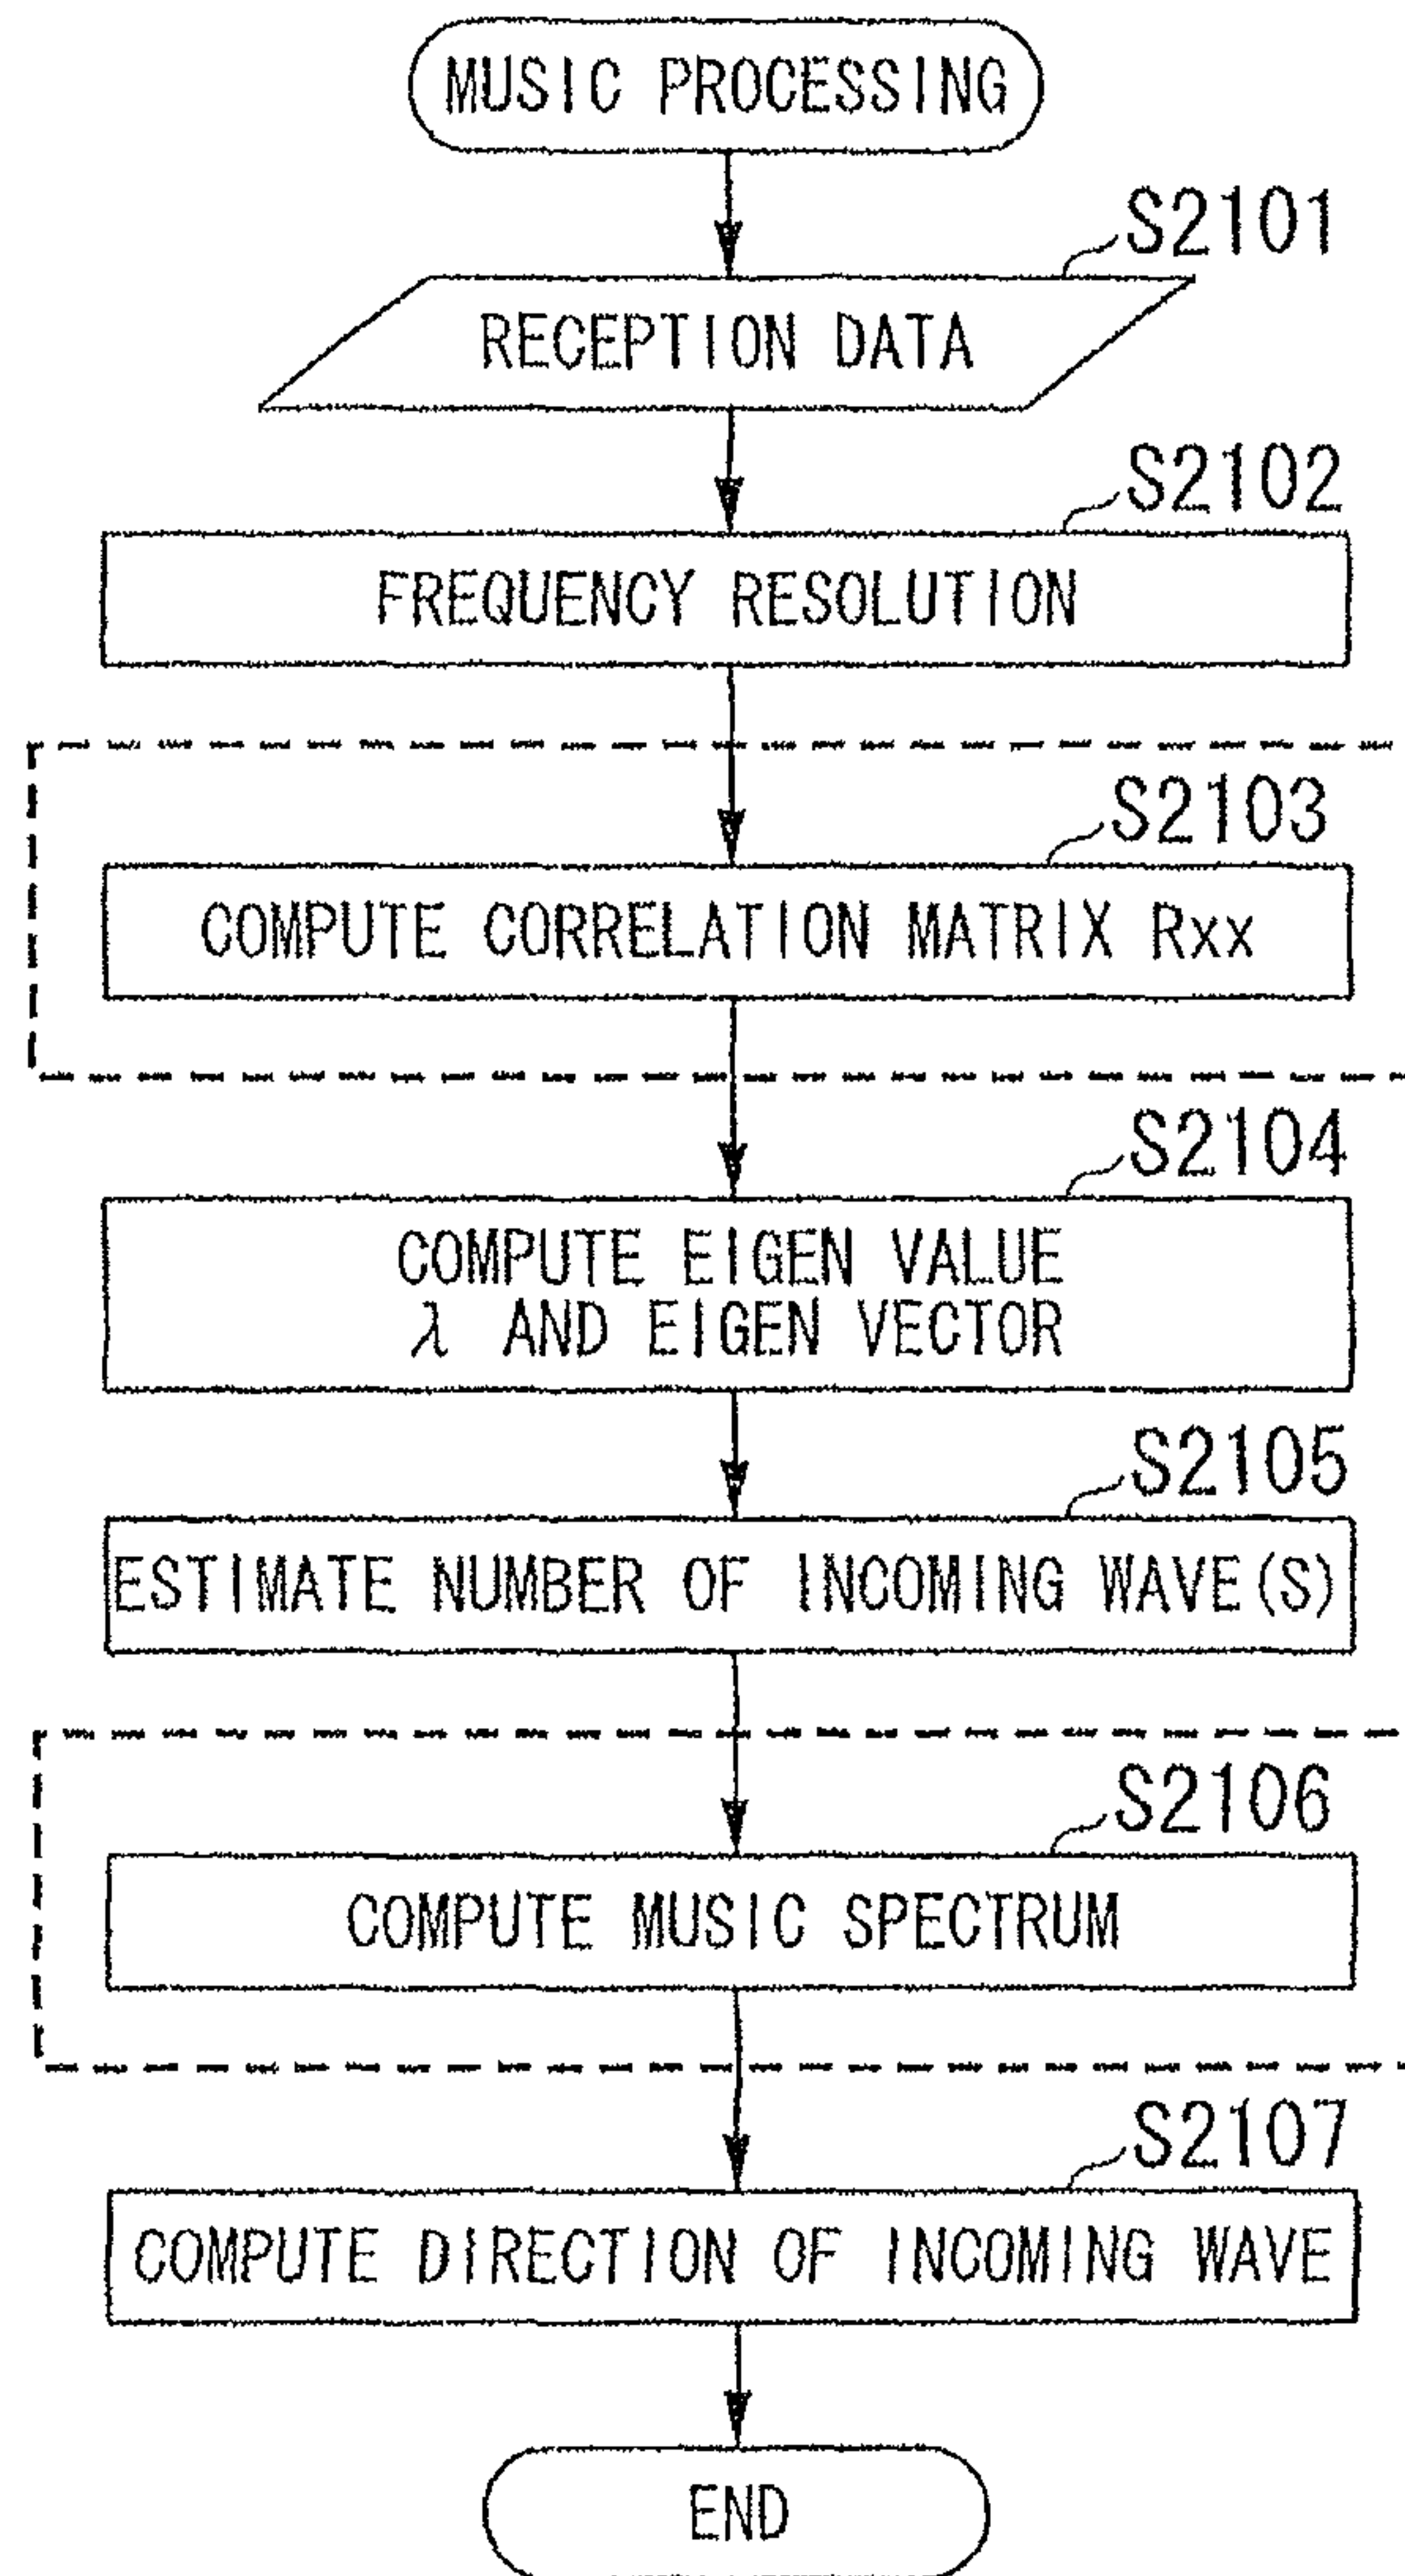 MUSIC PROCESSING
S2101
RECEPTION DATA
S2102
FREQUENCY RESOLUTION
S2103
COMPUTE CORRELATION MATRIX Rxx
S2104
COMPUTE EIGEN VALUE
λ AND EIGEN VECTOR
S2105
ESTIMATE NUMBER OF INCOMING WAVE(S)
S2106
COMPUTE MUSIC SPECTRUM
S2107
COMPUTE DIRECTION OF INCOMING WAVE
END